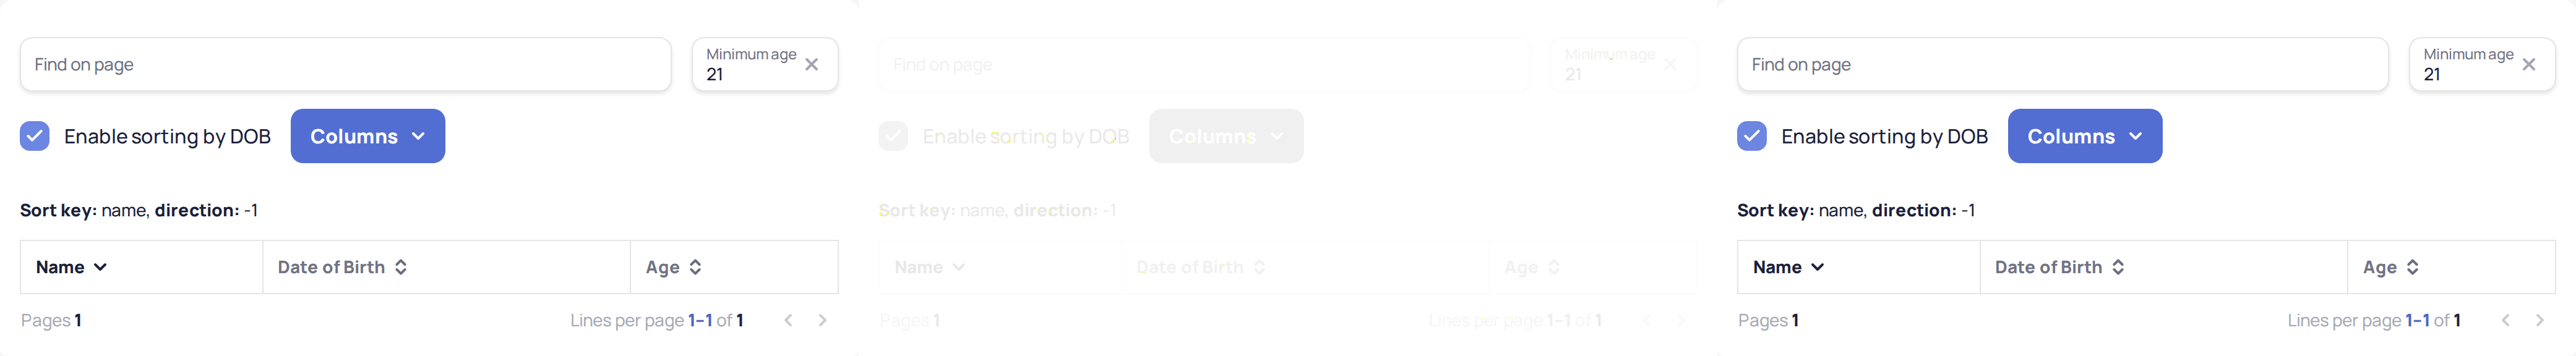 Find on page
Minimum age
21
Enable sorting by DOB
Columns
Sort key: name, direction: -1
Name
Date of Birth
Age
Pages 1
Lines per page 1–1 of 1
Find on page
Minimum age
21
Enable sorting by DOB
Columns
Sort key: name, direction: -1
Name
Date of Birth
Age
Pages 1
Lines per page 1–1 of 1
Find on page
Minimum age
21
Enable sorting by DOB
Columns
Sort key: name, direction: -1
Name
Date of Birth
Age
Pages 1
Lines per page 1–1 of 1